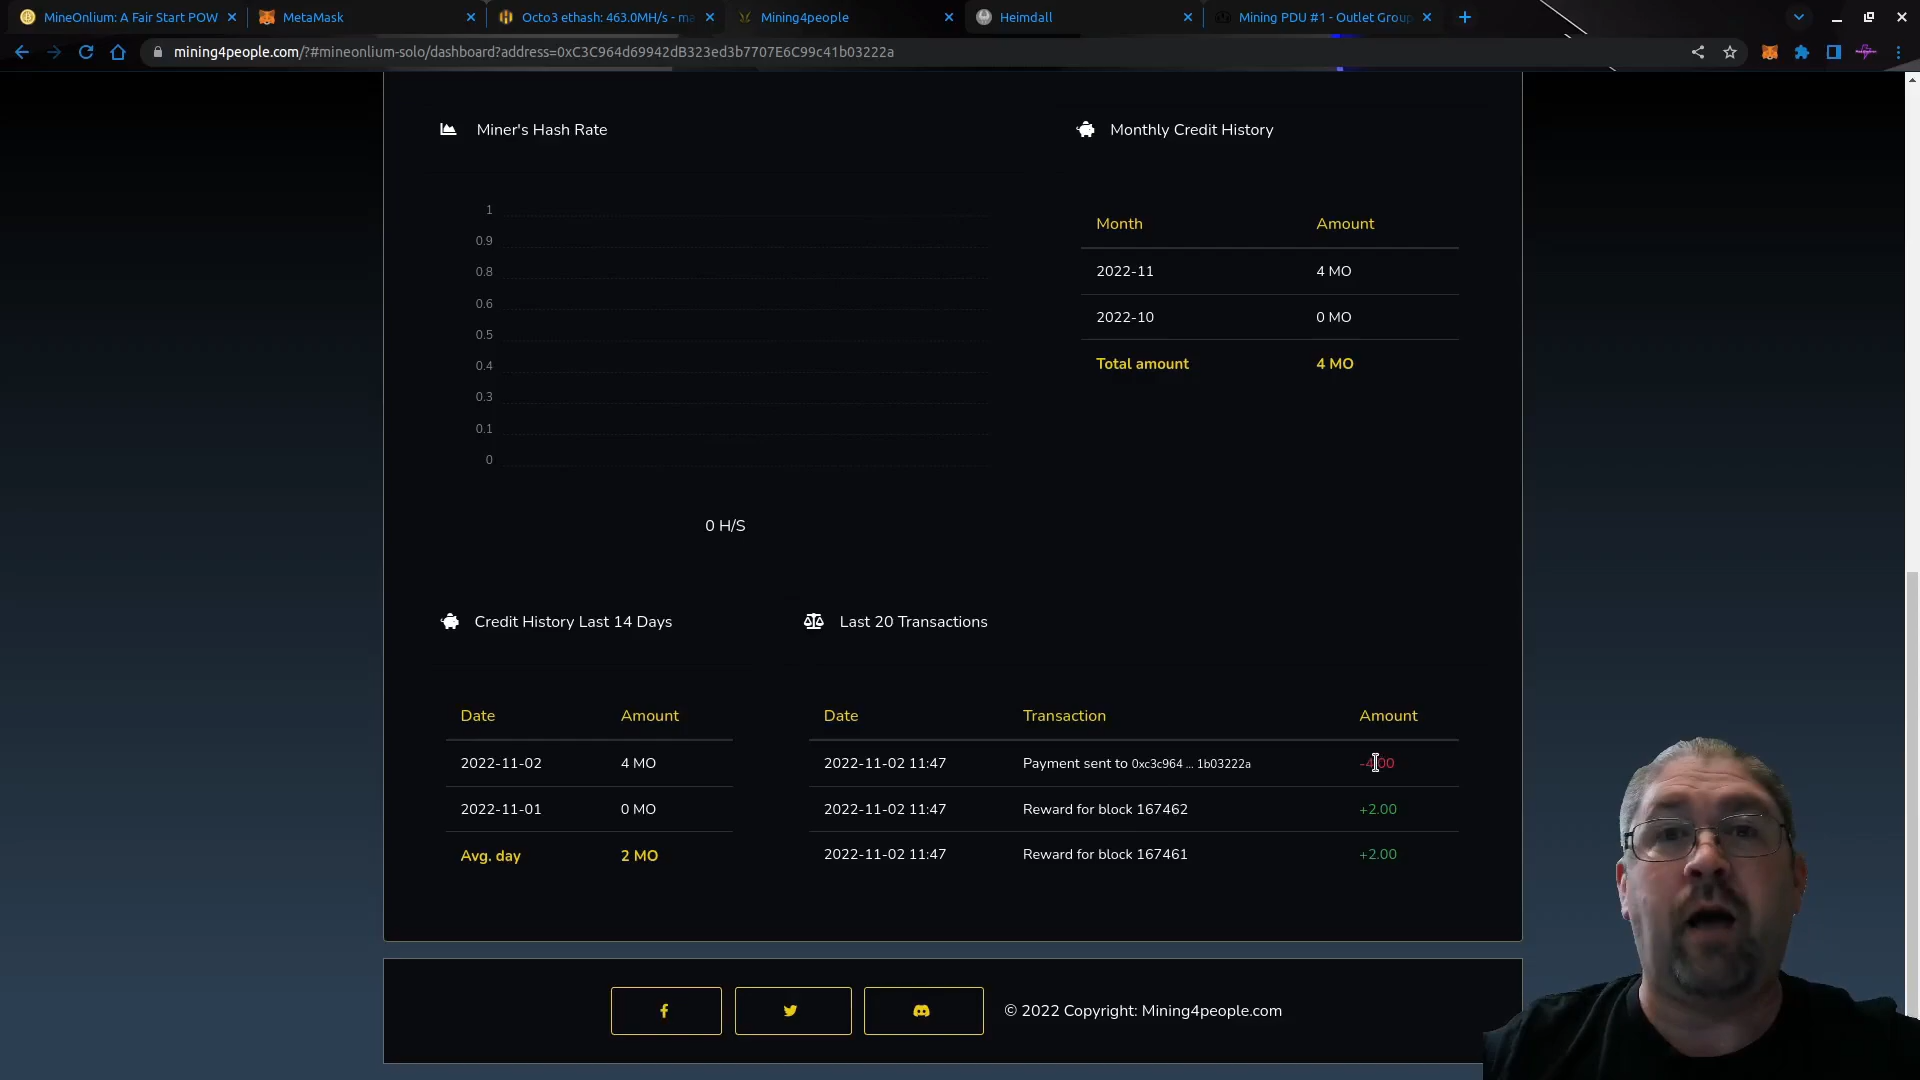 MineOnlium: A Fair Start POW
MetaMask
Octo3 ethash: 463.0MH/s - ma
Mining4people
Heimdall
Mining PDU #1 - Outlet Group
mining4people.com/?#mineonlium-solo/dashboard?address=0xC3C964d69942dB323ed3b7707E6C99c41b03222a
Miner's Hash Rate
1
0.9
0.8
0.6
0.5
0.4
0.3
0.1
0
0 H/S
Monthly Credit History
Month Amount
2022-11 4 MO
2022-10 0 MO
Total amount 4 MO
Credit History Last 14 Days
Date Amount
2022-11-02 4 MO
2022-11-01 0 MO
Avg. day 2 MO
Last 20 Transactions
Date Transaction Amount
2022-11-02 11:47 Payment sent to 0xc3c964 ... 1b03222a -4.00
2022-11-02 11:47 Reward for block 167462 +2.00
2022-11-02 11:47 Reward for block 167461 +2.00
© 2022 Copyright: Mining4people.com